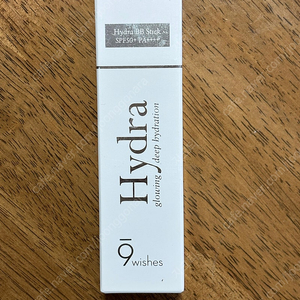 Hydra BB Stick
SPF50+ PA++++
Hydra
glowing deep hydration
9
wishes